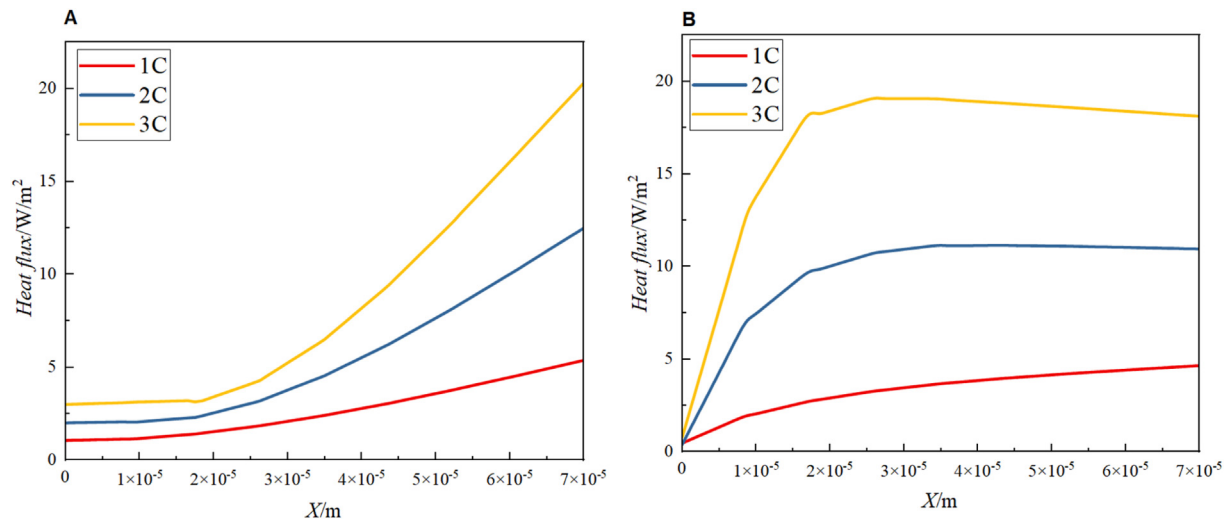 A
1C
2C
3C
Heat flux/W/m²
20
15
10
5
0
0
1×10⁻⁵
2×10⁻⁵
3×10⁻⁵
4×10⁻⁵
5×10⁻⁵
6×10⁻⁵
7×10⁻⁵
X/m
B
1C
2C
3C
Heat flux/W/m²
20
15
10
5
0
0
1×10⁻⁵
2×10⁻⁵
3×10⁻⁵
4×10⁻⁵
5×10⁻⁵
6×10⁻⁵
7×10⁻⁵
X/m